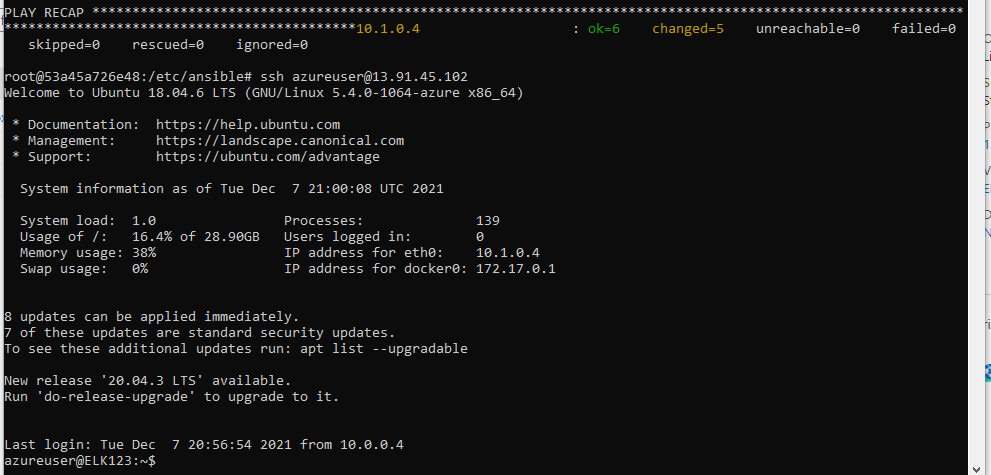 PLAY RECAP *************************************************************************************************************
********************************************10.1.0.4                   : ok=6    changed=5    unreachable=0    failed=0
   skipped=0    rescued=0    ignored=0
root@53a45a726e48:/etc/ansible# ssh azureuser@13.91.45.102
Welcome to Ubuntu 18.04.6 LTS (GNU/Linux 5.4.0-1064-azure x86_64)
 * Documentation:  https://help.ubuntu.com
 * Management:     https://landscape.canonical.com
 * Support:        https://ubuntu.com/advantage
  System information as of Tue Dec  7 21:00:08 UTC 2021
  System load:  1.0                Processes:              139
  Usage of /:   16.4% of 28.90GB   Users logged in:        0
  Memory usage: 38%                IP address for eth0:    10.1.0.4
  Swap usage:   0%                 IP address for docker0: 172.17.0.1
8 updates can be applied immediately.
7 of these updates are standard security updates.
To see these additional updates run: apt list --upgradable
New release '20.04.3 LTS' available.
Run 'do-release-upgrade' to upgrade to it.
Last login: Tue Dec  7 20:56:54 2021 from 10.0.0.4
azureuser@ELK123:~$